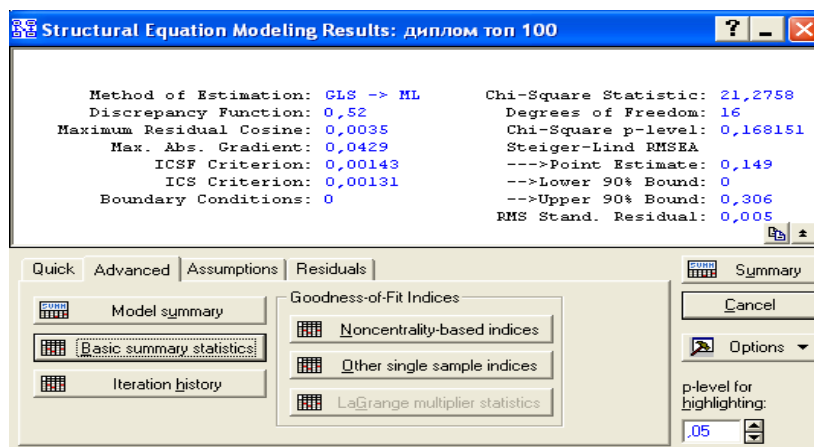 Structural Equation Modeling Results: диплом топ 100
Method of Estimation: GLS -> ML
Discrepancy Function: 0,52
Maximum Residual Cosine: 0,0035
Max. Abs. Gradient: 0,0429
ICSF Criterion: 0,00143
ICS Criterion: 0,00131
Boundary Conditions: 0
Chi-Square Statistic: 21,2758
Degrees of Freedom: 16
Chi-Square p-level: 0,168151
Steiger-Lind RMSEA
--->Point Estimate: 0,149
-->Lower 90% Bound: 0
-->Upper 90% Bound: 0,306
RMS Stand. Residual: 0,005
Quick Advanced Assumptions Residuals
Model summary
Basic summary statistics
Iteration history
Goodness-of-Fit Indices
Noncentrality-based indices
Other single sample indices
LaGrange multiplier statistics
Summary
Cancel
Options
p-level for
highlighting:
,05